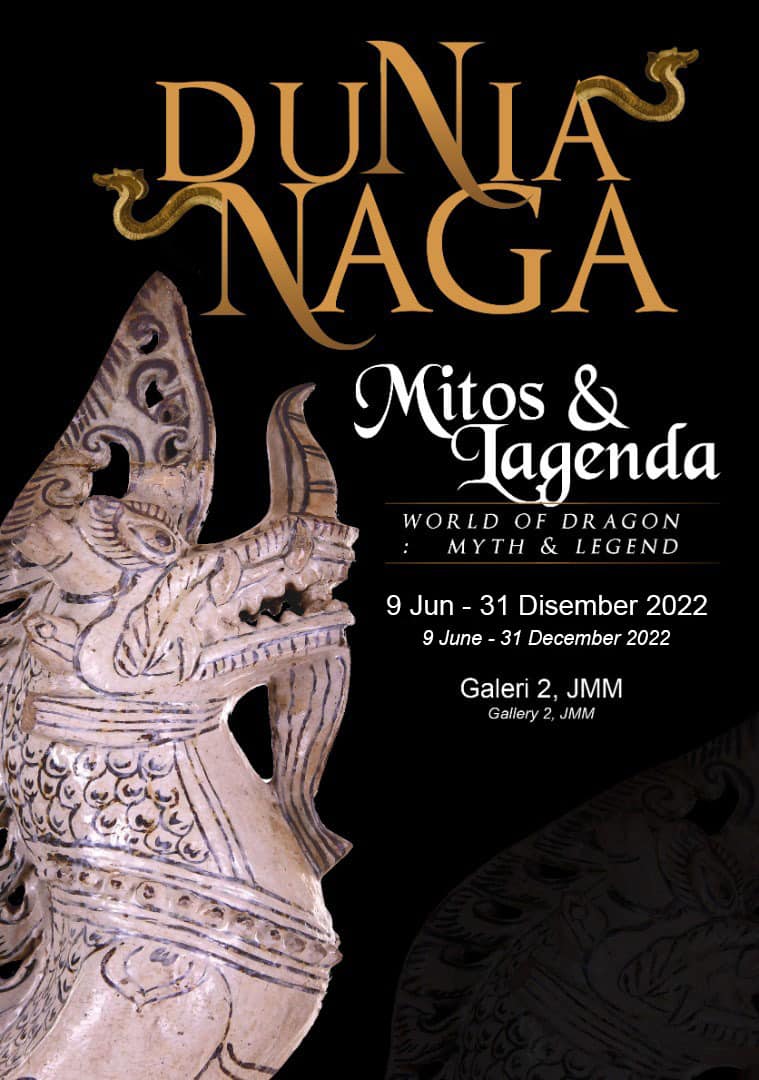 DUNIA
NAGA
Mitos &
Lagenda
WORLD OF DRAGON
: MYTH & LEGEND
9 Jun - 31 Disember 2022
9 June - 31 December 2022
Galeri 2, JMM
Gallery 2, JMM